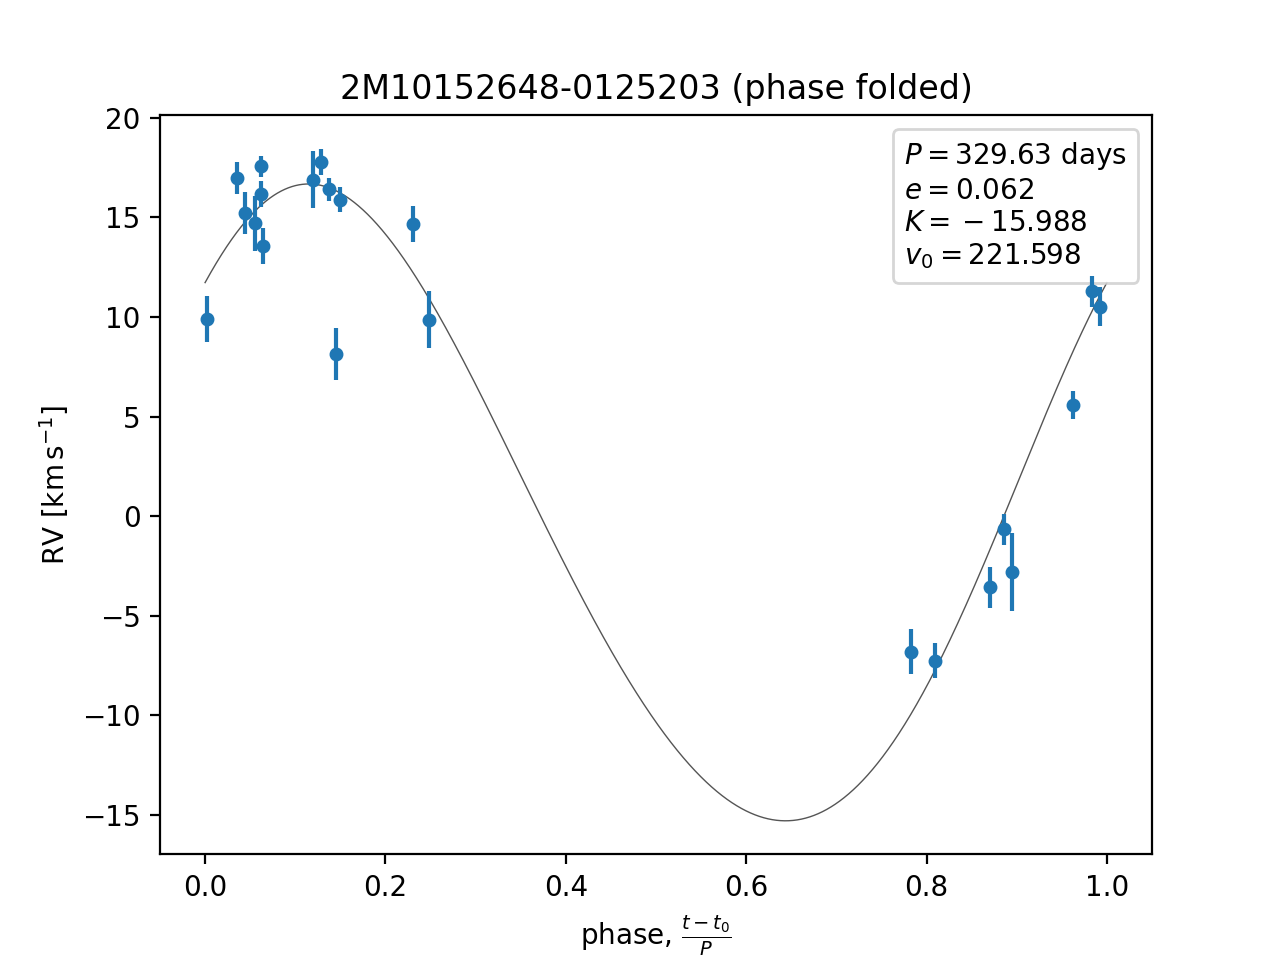 2M10152648-0125203 (phase folded)
P = 329.63 days
e = 0.062
K = −15.988
v₀ = 221.598
RV [km s⁻¹]
20
15
10
5
0
−5
−10
−15
0.0 0.2 0.4 0.6 0.8 1.0
phase, (t − t₀)/P